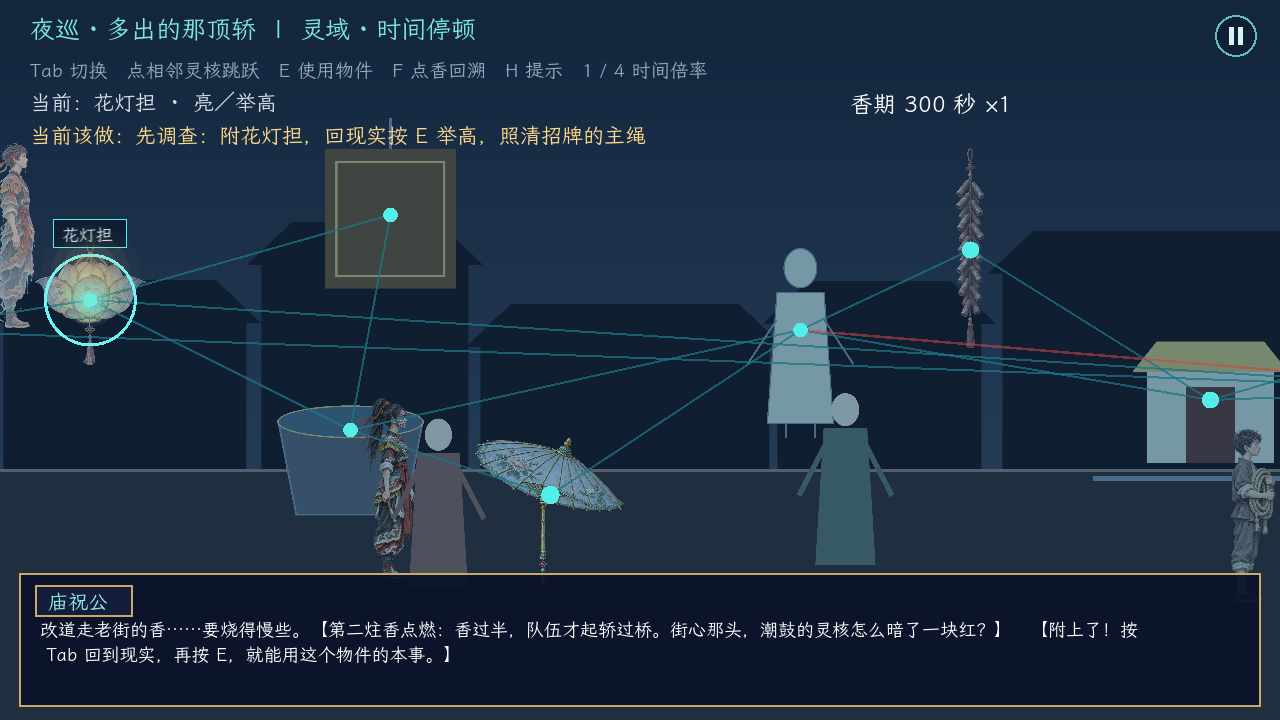 夜巡·多出的那顶轿 | 灵域·时间停顿
Tab 切换 点相邻灵核跳跃 E 使用物件 F 点香回溯 H 提示 1 / 4 时间倍率
当前：花灯担 · 亮／举高
香期 300 秒 ×1
当前该做：先调查：附花灯担，回现实按 E 举高，照清招牌的主绳
花灯担
庙祝公
改道走老街的香……要烧得慢些。【第二炷香点燃：香过半，队伍才起轿过桥。街心那头，潮鼓的灵核怎么暗了一块红？】 【附上了！按
Tab 回到现实，再按 E，就能用这个物件的本事。】